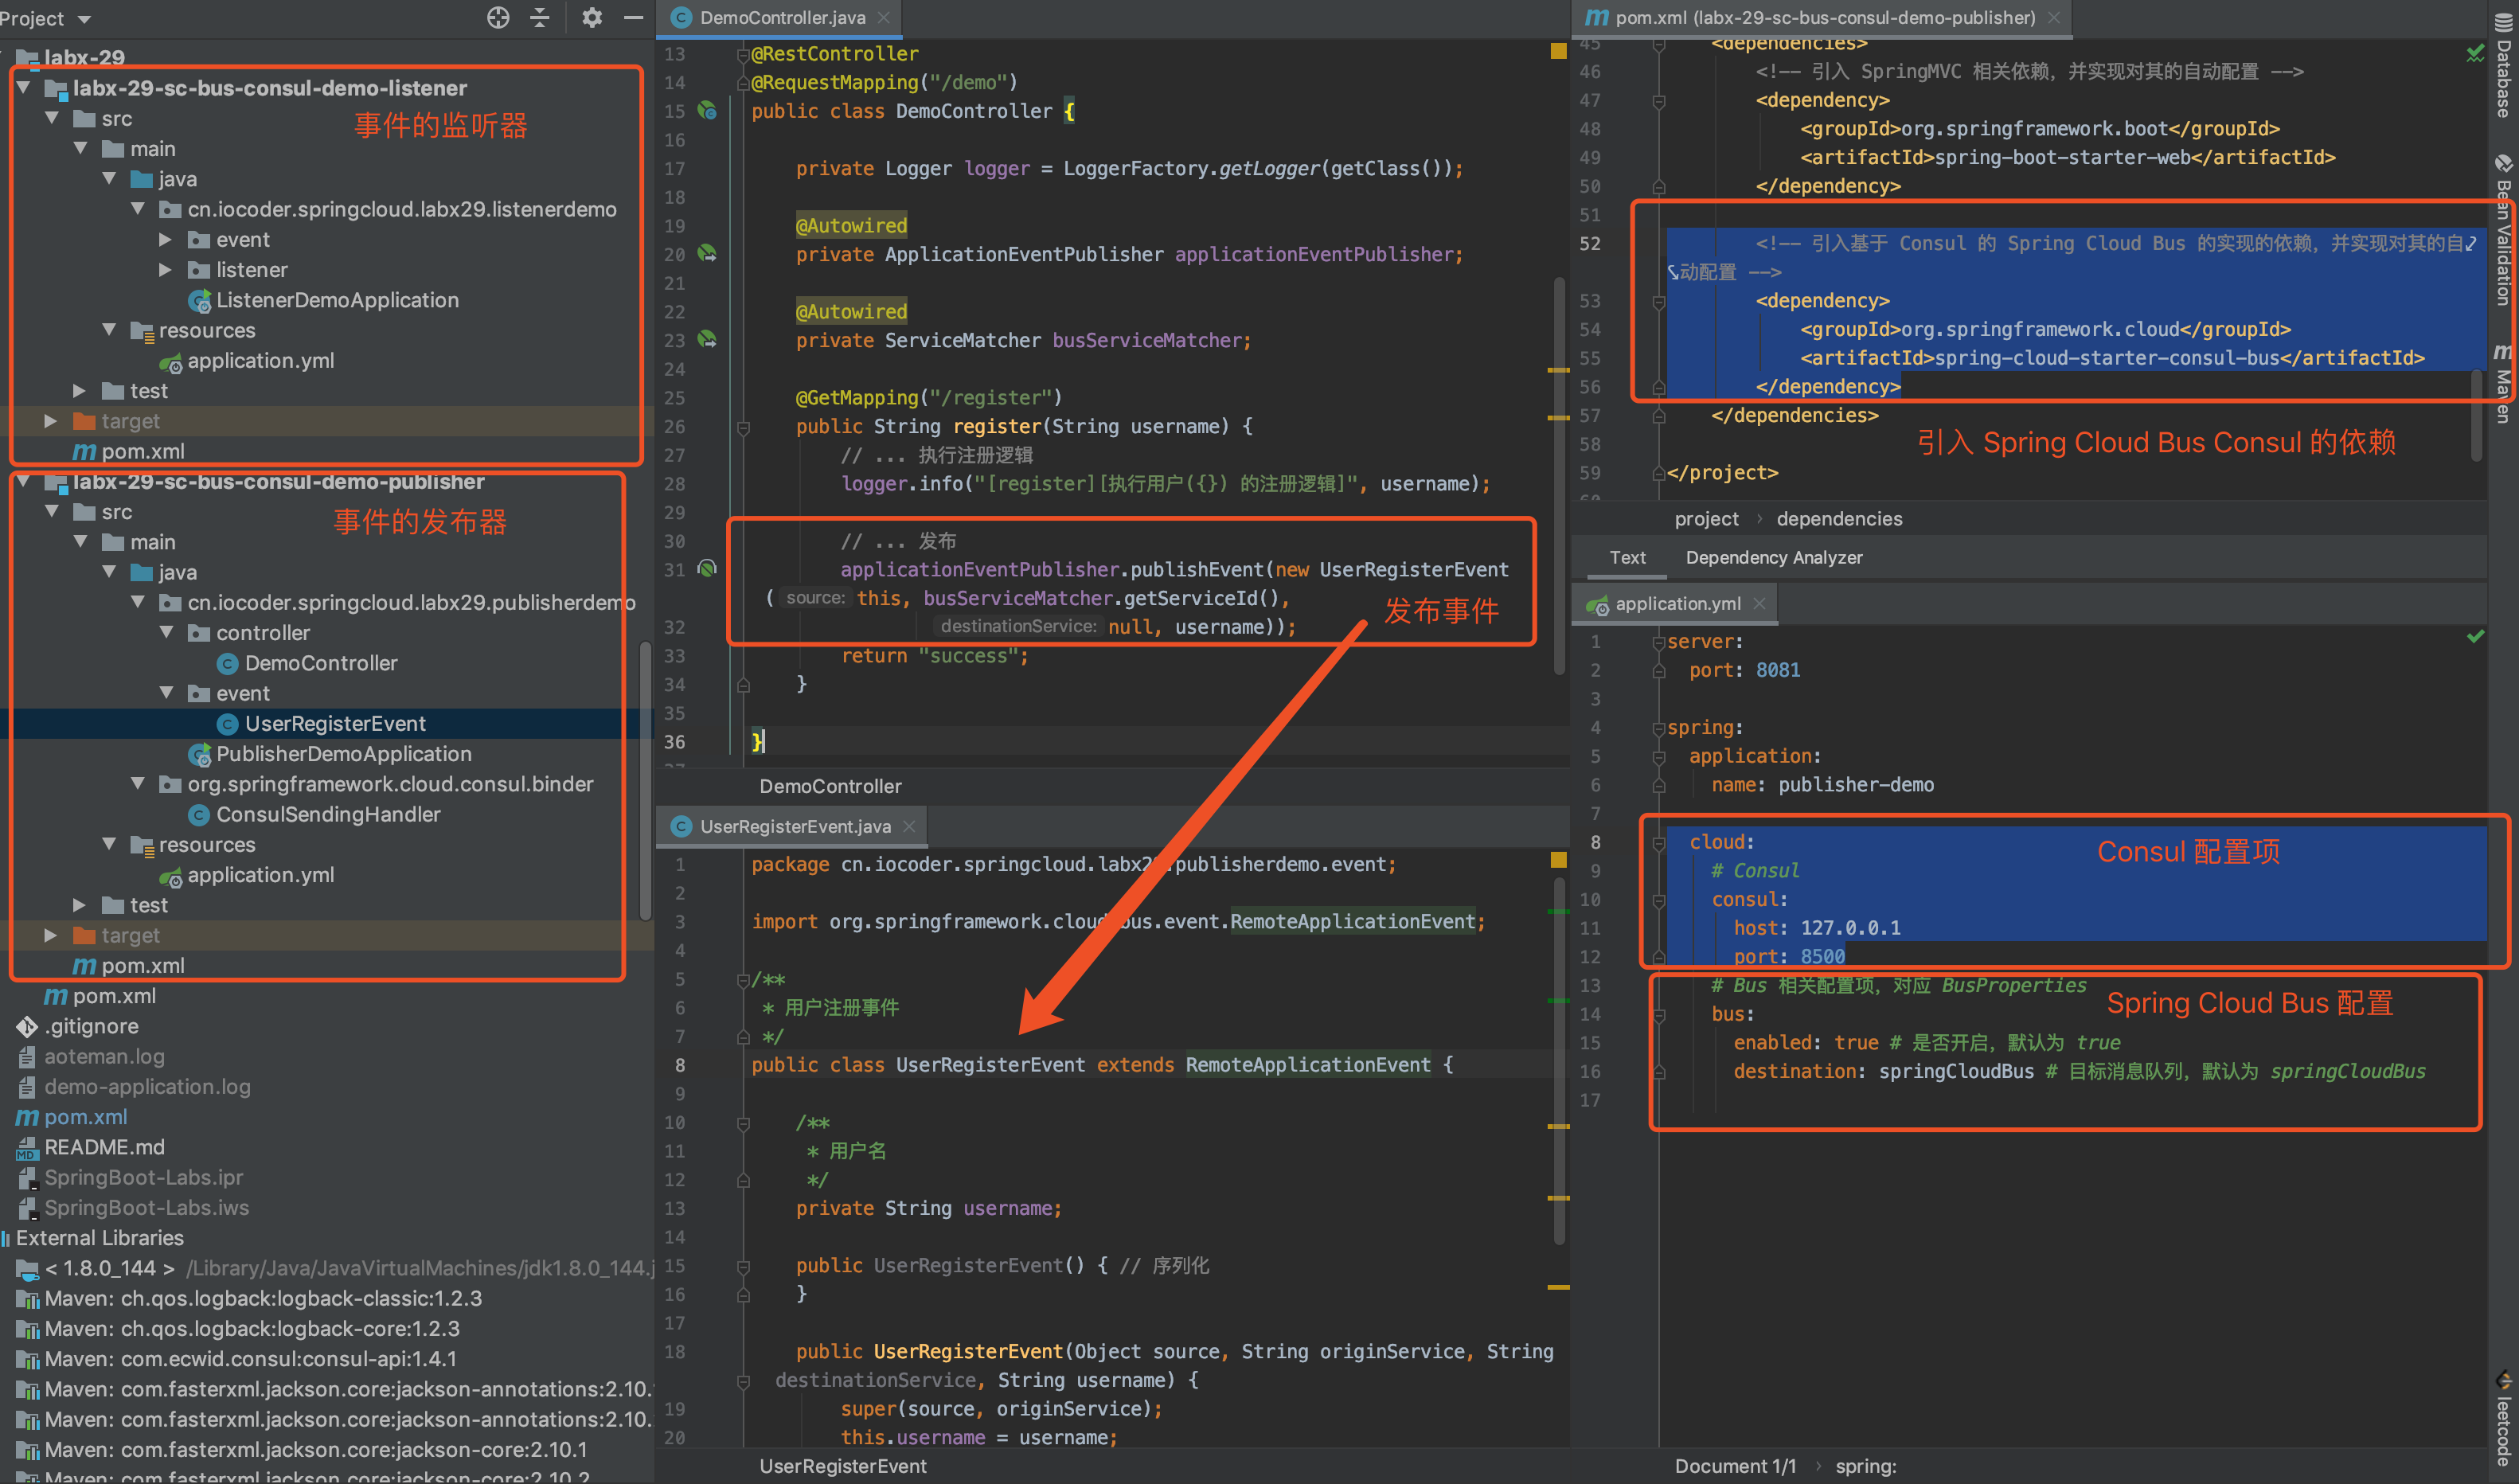 Project
labx-29
labx-29-sc-bus-consul-demo-listener
src
事件的监听器
main
java
cn.iocoder.springcloud.labx29.listenerdemo
event
listener
ListenerDemoApplication
resources
application.yml
test
target
pom.xml
labx-29-sc-bus-consul-demo-publisher
src
事件的发布器
main
java
cn.iocoder.springcloud.labx29.publisherdemo
controller
DemoController
event
UserRegisterEvent
PublisherDemoApplication
org.springframework.cloud.consul.binder
ConsulSendingHandler
resources
application.yml
test
target
pom.xml
pom.xml
.gitignore
aoteman.log
demo-application.log
pom.xml
README.md
SpringBoot-Labs.ipr
SpringBoot-Labs.iws
External Libraries
< 1.8.0_144 > /Library/Java/JavaVirtualMachines/jdk1.8.0_144.j
Maven: ch.qos.logback:logback-classic:1.2.3
Maven: ch.qos.logback:logback-core:1.2.3
Maven: com.ecwid.consul:consul-api:1.4.1
Maven: com.fasterxml.jackson.core:jackson-annotations:2.10.
Maven: com.fasterxml.jackson.core:jackson-annotations:2.10.
Maven: com.fasterxml.jackson.core:jackson-core:2.10.1
Maven: com.fasterxml.jackson.core:jackson-core:2.10.2
DemoController.java
13 @RestController
14 @RequestMapping("/demo")
15 public class DemoController {
16
17 private Logger logger = LoggerFactory.getLogger(getClass());
18
19 @Autowired
20 private ApplicationEventPublisher applicationEventPublisher;
21
22 @Autowired
23 private ServiceMatcher busServiceMatcher;
24
25 @GetMapping("/register")
26 public String register(String username) {
27 // ... 执行注册逻辑
28 logger.info("[register][执行用户({}) 的注册逻辑]", username);
29
30 // ... 发布
31 applicationEventPublisher.publishEvent(new UserRegisterEvent
( source: this, busServiceMatcher.getServiceId(),
发布事件
32 destinationService: null, username));
33 return "success";
34 }
35
36 }
DemoController
UserRegisterEvent.java
1 package cn.iocoder.springcloud.labx29.publisherdemo.event;
2
3 import org.springframework.cloud.bus.event.RemoteApplicationEvent;
4
5 /**
6 * 用户注册事件
7 */
8 public class UserRegisterEvent extends RemoteApplicationEvent {
9
10 /**
11 * 用户名
12 */
13 private String username;
14
15 public UserRegisterEvent() { // 序列化
16 }
17
18 public UserRegisterEvent(Object source, String originService, String
destinationService, String username) {
19 super(source, originService);
20 this.username = username;
UserRegisterEvent
pom.xml (labx-29-sc-bus-consul-demo-publisher)
45 <dependencies>
46 <!-- 引入 SpringMVC 相关依赖，并实现对其的自动配置 -->
47 <dependency>
48 <groupId>org.springframework.boot</groupId>
49 <artifactId>spring-boot-starter-web</artifactId>
50 </dependency>
51
52 <!-- 引入基于 Consul 的 Spring Cloud Bus 的实现的依赖，并实现对其的自
动配置 -->
53 <dependency>
54 <groupId>org.springframework.cloud</groupId>
55 <artifactId>spring-cloud-starter-consul-bus</artifactId>
56 </dependency>
57 </dependencies>
58
引入 Spring Cloud Bus Consul 的依赖
59 </project>
project › dependencies
Text Dependency Analyzer
application.yml
1 server:
2 port: 8081
3
4 spring:
5 application:
6 name: publisher-demo
7
8 cloud:
Consul 配置项
9 # Consul
10 consul:
11 host: 127.0.0.1
12 port: 8500
13 # Bus 相关配置项，对应 BusProperties
Spring Cloud Bus 配置
14 bus:
15 enabled: true # 是否开启，默认为 true
16 destination: springCloudBus # 目标消息队列，默认为 springCloudBus
17
Document 1/1 › spring:
Database
Bean Validation
Maven
leetcode